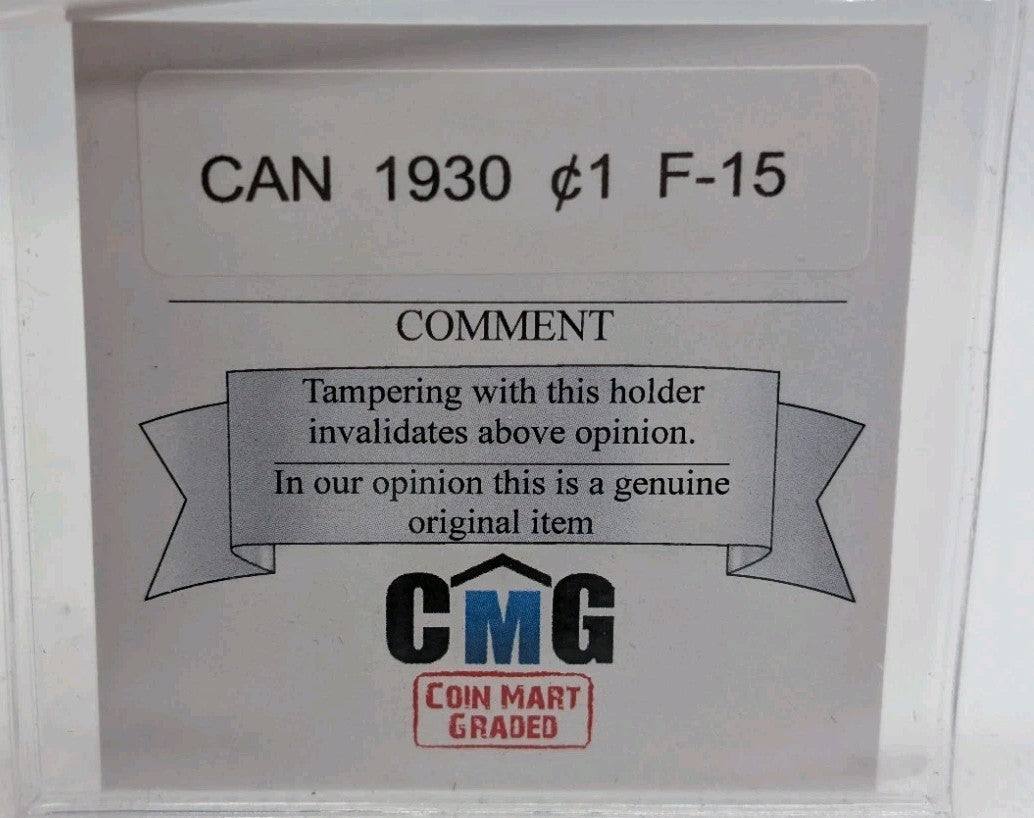 CAN 1930 ¢1 F-15
COMMENT
Tampering with this holder
invalidates above opinion.
In our opinion this is a genuine
original item
CMG
COIN MART
GRADED